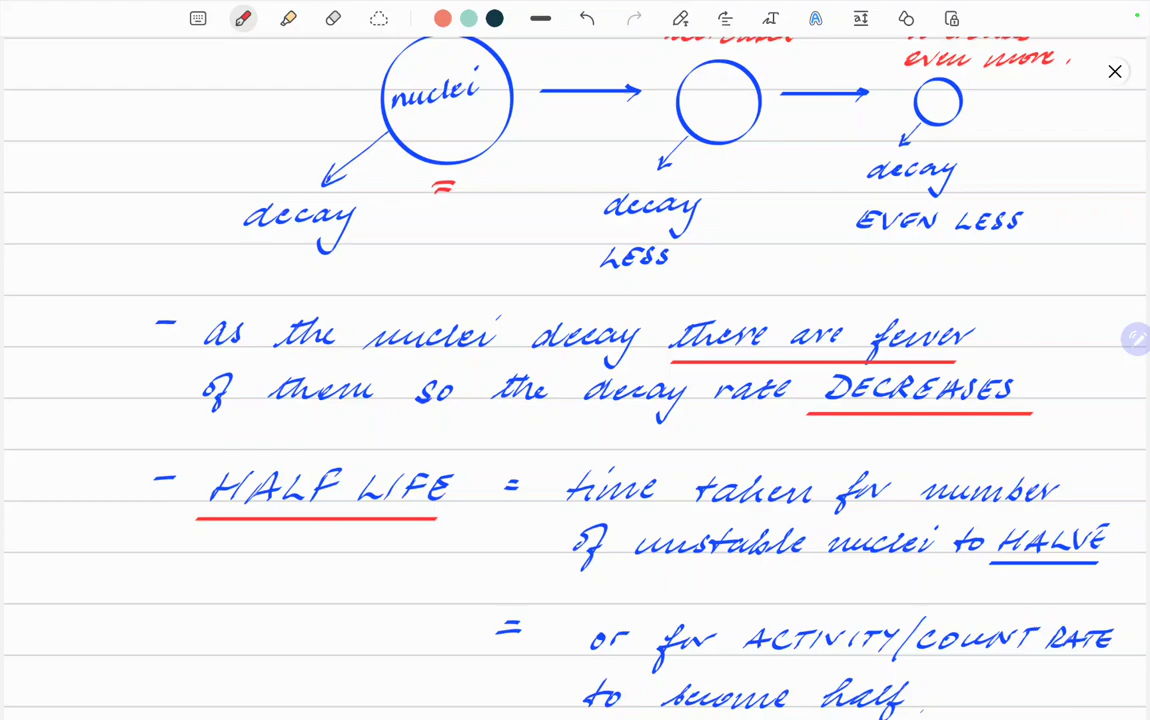 even more.
nuclei
decay
decay
decay
EVEN LESS
LESS
- as the nuclei decay there are fewer
of them so the decay rate DECREASES
- HALF LIFE = time taken for number
of unstable nuclei to HALVE
= or for ACTIVITY/COUNT RATE
to become half.